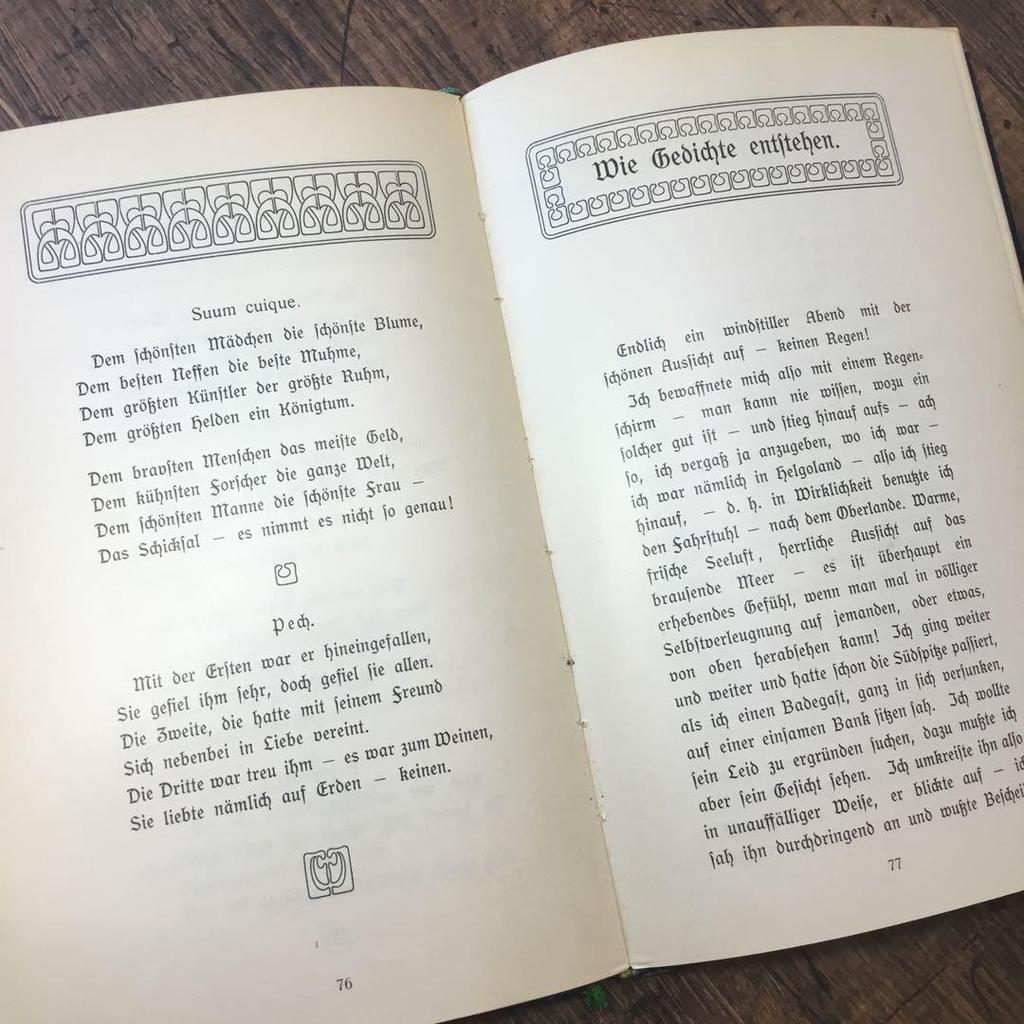 Suum cuique.
Dem schönsten Mädchen die schönste Blume,
Dem besten Neffen die beste Muhme,
Dem größten Künstler der größte Ruhm,
Dem größten Helden ein Königtum.
Dem bravsten Menschen das meiste Geld,
Dem kühnsten Forscher die ganze Welt,
Dem schönsten Manne die schönste Frau —
Das Schicksal — es nimmt es nicht so genau!
Pech.
Mit der Ersten war er hineingefallen,
Sie gefiel ihm sehr, doch gefiel sie allen.
Die Zweite, die hatte mit seinem Freund
Sich nebenbei in Liebe vereint.
Die Dritte war treu ihm — es war zum Weinen,
Sie liebte nämlich auf Erden — keinen.
76
Wie Gedichte entstehen.
Endlich ein windstiller Abend mit der
schönen Aussicht auf — keinen Regen!
Ich bewaffnete mich also mit einem Regen-
schirm — man kann nie wissen, wozu ein
solcher gut ist — und stieg hinauf aufs — ach
so, ich vergaß ja anzugeben, wo ich war —
ich war nämlich in Helgoland — also ich stieg
hinauf, — d. h. in Wirklichkeit benutzte ich
den Fahrstuhl — nach dem Oberlande. Warme,
frische Seeluft, herrliche Aussicht auf das
brausende Meer — es ist überhaupt ein
erhebendes Gefühl, wenn man mal in völliger
Selbstverleugnung auf jemanden, oder etwas,
von oben herabsehen kann! Ich ging weiter
und weiter und hatte schon die Südspitze passiert,
als ich einen Badegast, ganz in sich versunken,
auf einer einsamen Bank sitzen sah. Ich wollte
sein Leid zu ergründen suchen, dazu mußte ich
aber sein Gesicht sehen. Ich umkreiste ihn also
in unauffälliger Weise, er blickte auf —
sah ihn durchdringend an und wußte
77